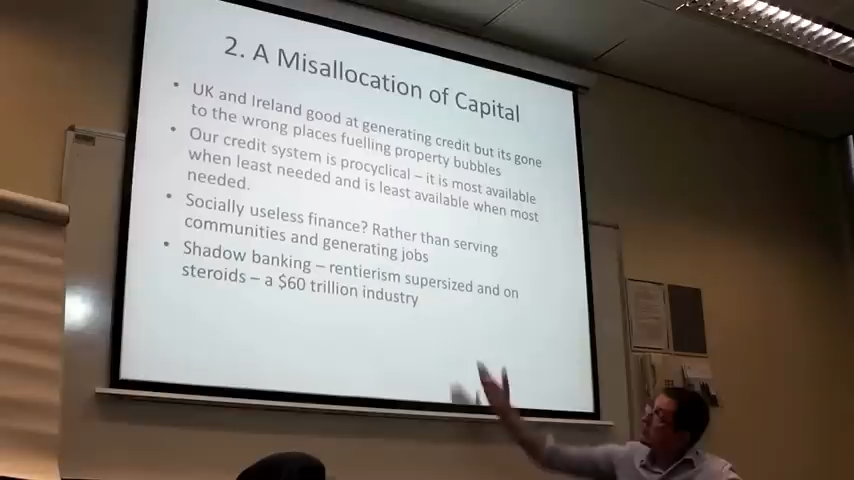 2. A Misallocation of Capital
• UK and Ireland good at generating credit but its gone
to the wrong places fuelling property bubbles
• Our credit system is procyclical – it is most available
when least needed and is least available when most
needed.
• Socially useless finance? Rather than serving
communities and generating jobs
• Shadow banking – rentierism supersized and on
steroids – a $60 trillion industry